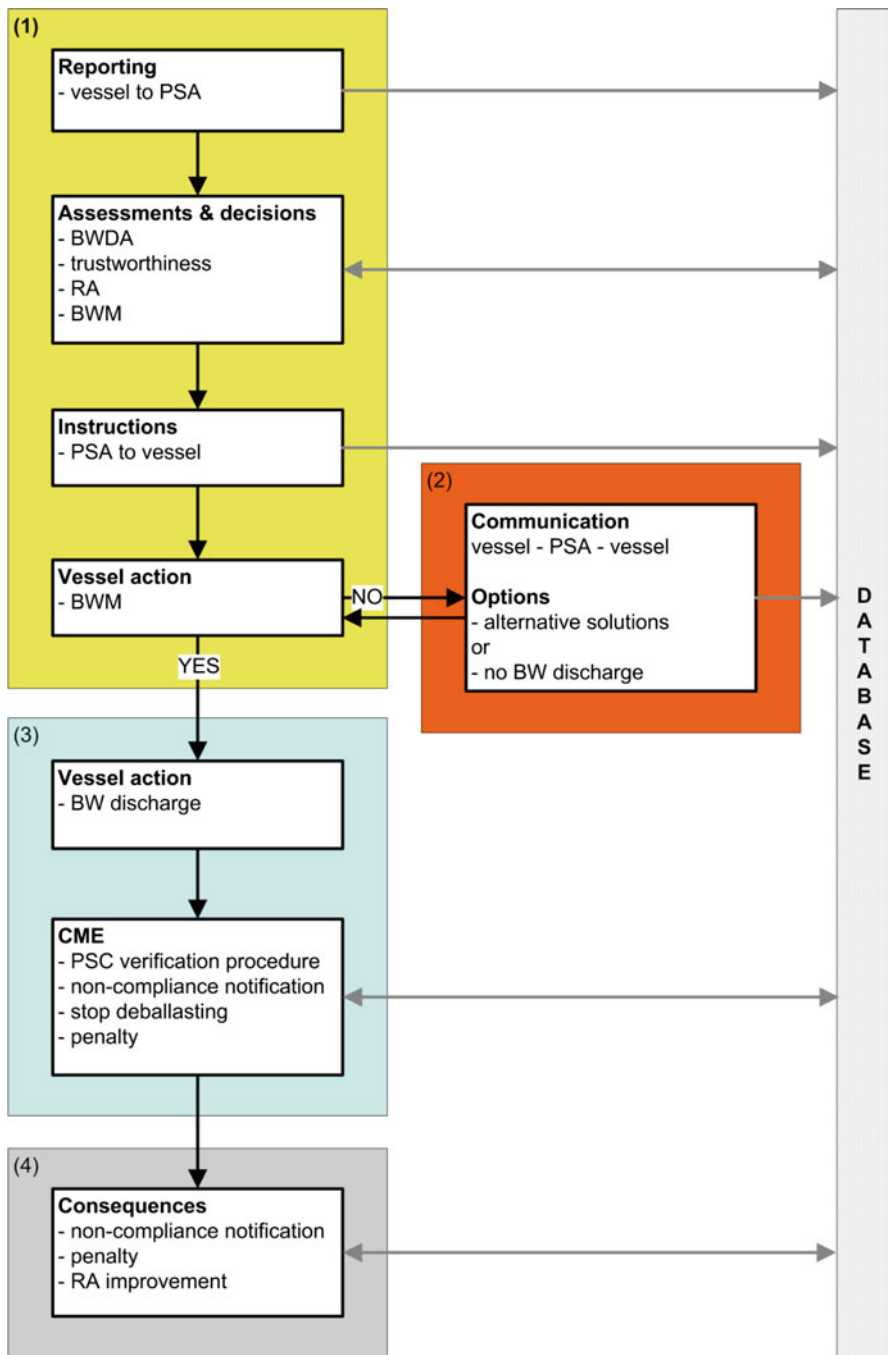 (1)
Reporting
- vessel to PSA
Assessments & decisions
- BWDA
- trustworthiness
- RA
- BWM
Instructions
- PSA to vessel
Vessel action
- BWM
NO
YES
(2)
Communication
vessel - PSA - vessel
Options
- alternative solutions
or
- no BW discharge
(3)
Vessel action
- BW discharge
CME
- PSC verification procedure
- non-compliance notification
- stop deballasting
- penalty
(4)
Consequences
- non-compliance notification
- penalty
- RA improvement
D
A
T
A
B
A
S
E